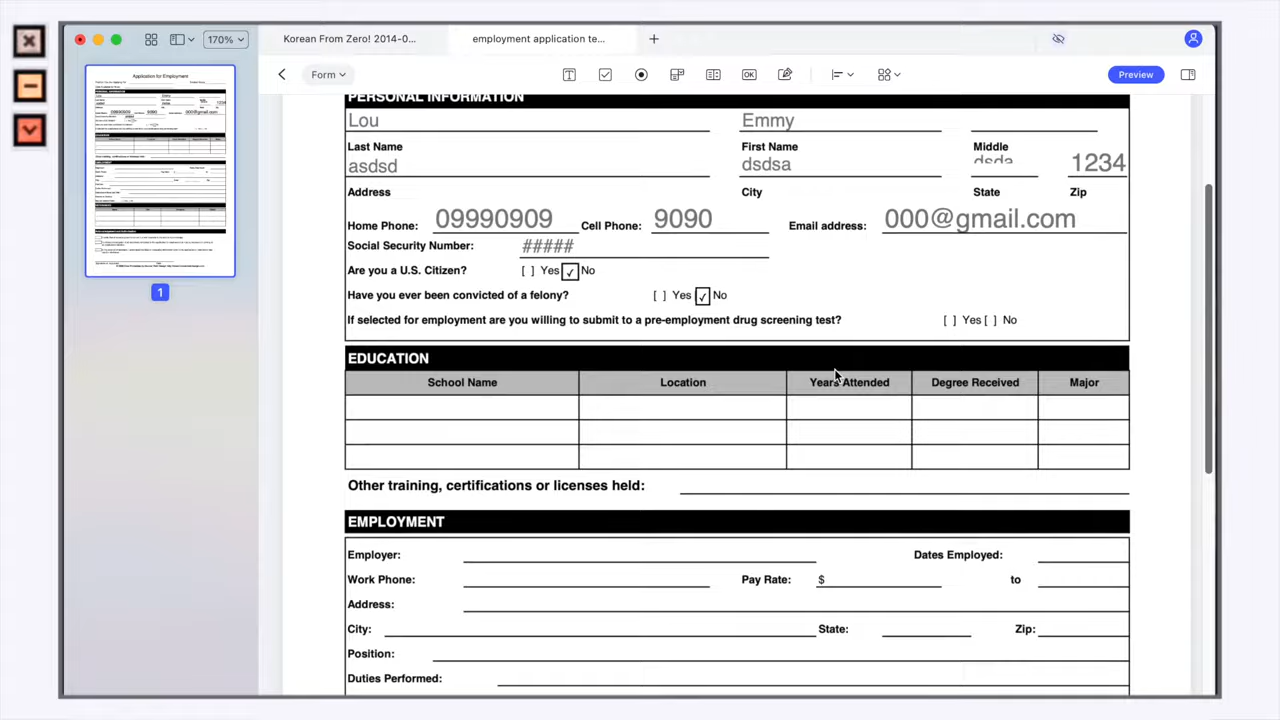 170%
Korean From Zero! 2014-0...
employment application te...
Form
OK
Preview
1
PERSONAL INFORMATION
Lou Emmy
Last Name First Name Middle
asdsd dsdsa dsda 1234
Address City State Zip
Home Phone: 09990909 Cell Phone: 9090 Email address: 000@gmail.com
Social Security Number: #####
Are you a U.S. Citizen? [ ] Yes ✓ No
Have you ever been convicted of a felony? [ ] Yes ✓ No
If selected for employment are you willing to submit to a pre-employment drug screening test? [ ] Yes [ ] No
EDUCATION
School Name Location Years Attended Degree Received Major
Other training, certifications or licenses held:
EMPLOYMENT
Employer: Dates Employed:
Work Phone: Pay Rate: $ to
Address:
City: State: Zip:
Position:
Duties Performed: